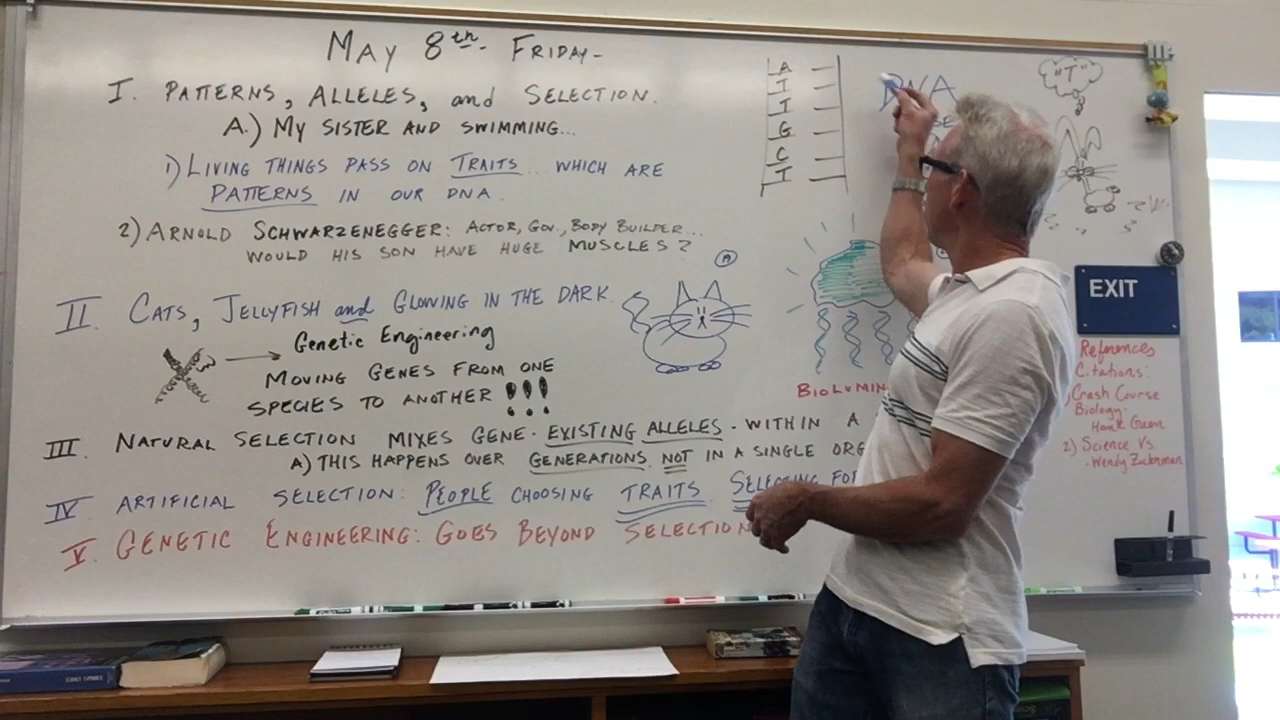 May 8th - Friday -
I. Patterns, Alleles, and Selection.
A.) My sister and swimming...
1) Living things pass on traits... which are
patterns in our DNA.
2) Arnold Schwarzenegger: Actor, Gov., Body Builder...
would his son have huge muscles?
II. Cats, Jellyfish and Glowing in the dark.
Genetic Engineering
Moving genes from one
species to another !!!
III. Natural selection mixes gene - existing alleles - within a
A) This happens over generations not in a single org
IV. Artificial selection: People choosing traits. Selecting for
V. Genetic Engineering: Goes beyond selection
A
T
T
G
C
T
DNA
SE
Biolumin
"T"
EXIT
References
Citations:
Crash Course
Biology -
Hank Green
2) Science Vs
- Wendy Zuckerman